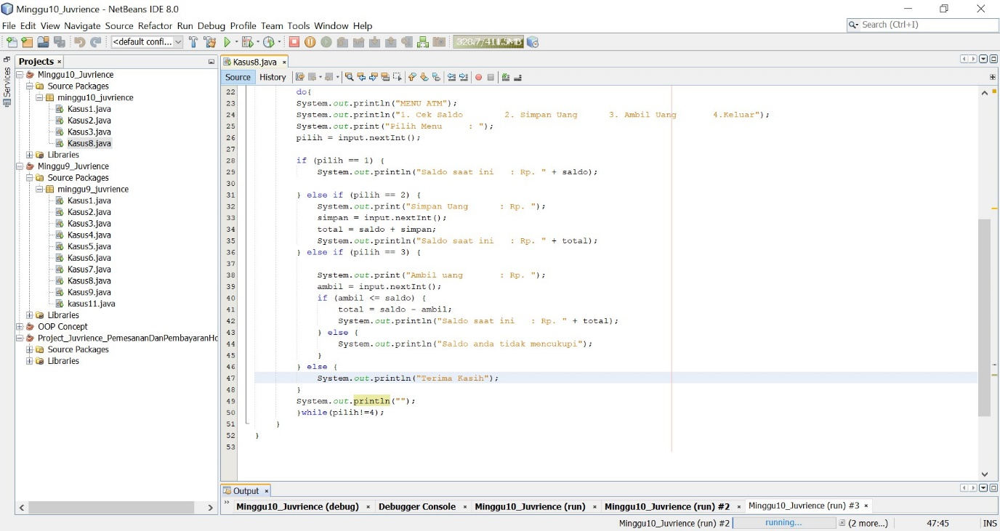 Minggu10_Juvrience - NetBeans IDE 8.0
File Edit View Navigate Source Refactor Run Debug Profile Team Tools Window Help
Search (Ctrl+I)
<default confi...
328.7/411.5MB
Services
Projects
Minggu10_Juvrience
Source Packages
minggu10_juvrience
Kasus1.java
Kasus2.java
Kasus3.java
Kasus8.java
Libraries
Minggu9_Juvrience
Source Packages
minggu9_juvrience
Kasus1.java
Kasus2.java
Kasus3.java
Kasus4.java
Kasus5.java
Kasus6.java
Kasus7.java
Kasus8.java
Kasus9.java
kasus11.java
Libraries
OOP Concept
Project_Juvrience_PemesananDanPembayaranHo
Source Packages
Libraries
Kasus8.java
Source History
22 do{
23 System.out.println("MENU ATM");
24 System.out.println("1. Cek Saldo        2. Simpan Uang      3. Ambil Uang       4.Keluar");
25 System.out.print("Pilih Menu     : ");
26 pilih = input.nextInt();
27
28 if (pilih == 1) {
29 System.out.println("Saldo saat ini   : Rp. " + saldo);
30
31 } else if (pilih == 2) {
32 System.out.print("Simpan Uang      : Rp. ");
33 simpan = input.nextInt();
34 total = saldo + simpan;
35 System.out.println("Saldo saat ini   : Rp. " + total);
36 } else if (pilih == 3) {
37
38 System.out.print("Ambil uang       : Rp. ");
39 ambil = input.nextInt();
40 if (ambil <= saldo) {
41 total = saldo - ambil;
42 System.out.println("Saldo saat ini   : Rp. " + total);
43 } else {
44 System.out.println("Saldo anda tidak mencukupi");
45 }
46 } else {
47 System.out.println("Terima Kasih");
48 }
49 System.out.println("");
50 }while(pilih!=4);
51 }
52 }
53
Output
Minggu10_Juvrience (debug) Debugger Console Minggu10_Juvrience (run) Minggu10_Juvrience (run) #2 Minggu10_Juvrience (run) #3
Minggu10_Juvrience (run) #2 running... (2 more...) 47:45 INS